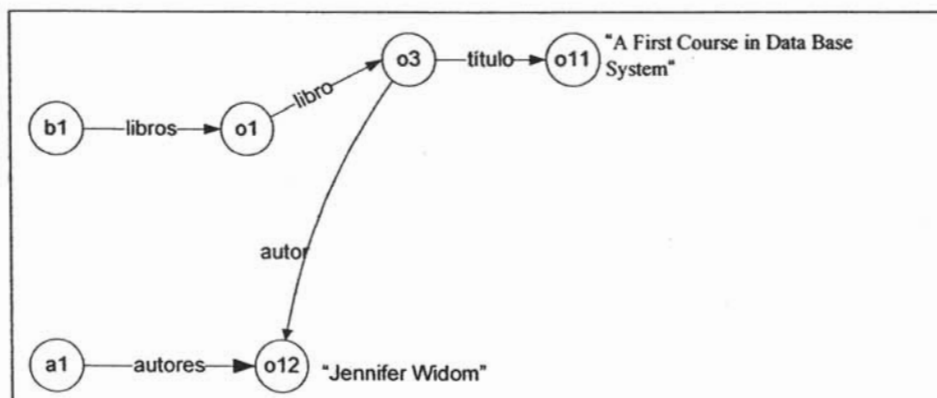 o3 título o11 "A First Course in Data Base
System"
libro
b1 libros o1
autor
a1 autores o12 "Jennifer Widom"